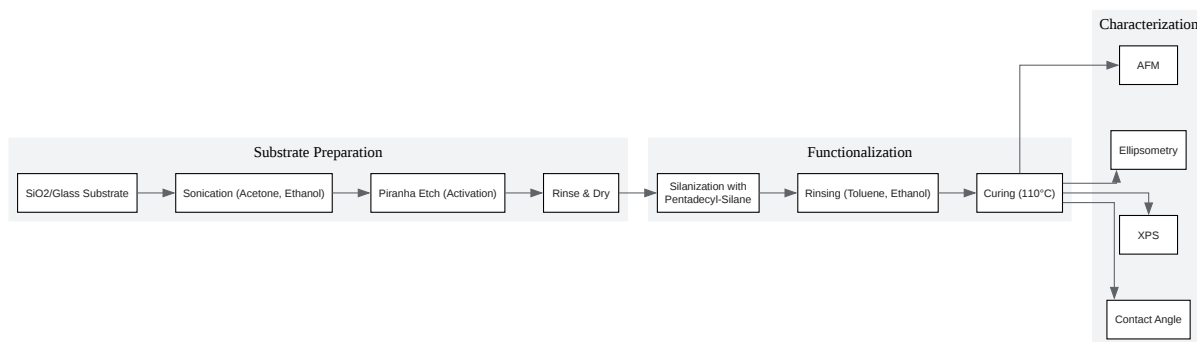 Characterization
AFM
Ellipsometry
XPS
Contact Angle
Substrate Preparation
SiO2/Glass Substrate
Sonication (Acetone, Ethanol)
Piranha Etch (Activation)
Rinse & Dry
Functionalization
Silanization with
Pentadecyl-Silane
Rinsing (Toluene, Ethanol)
Curing (110°C)